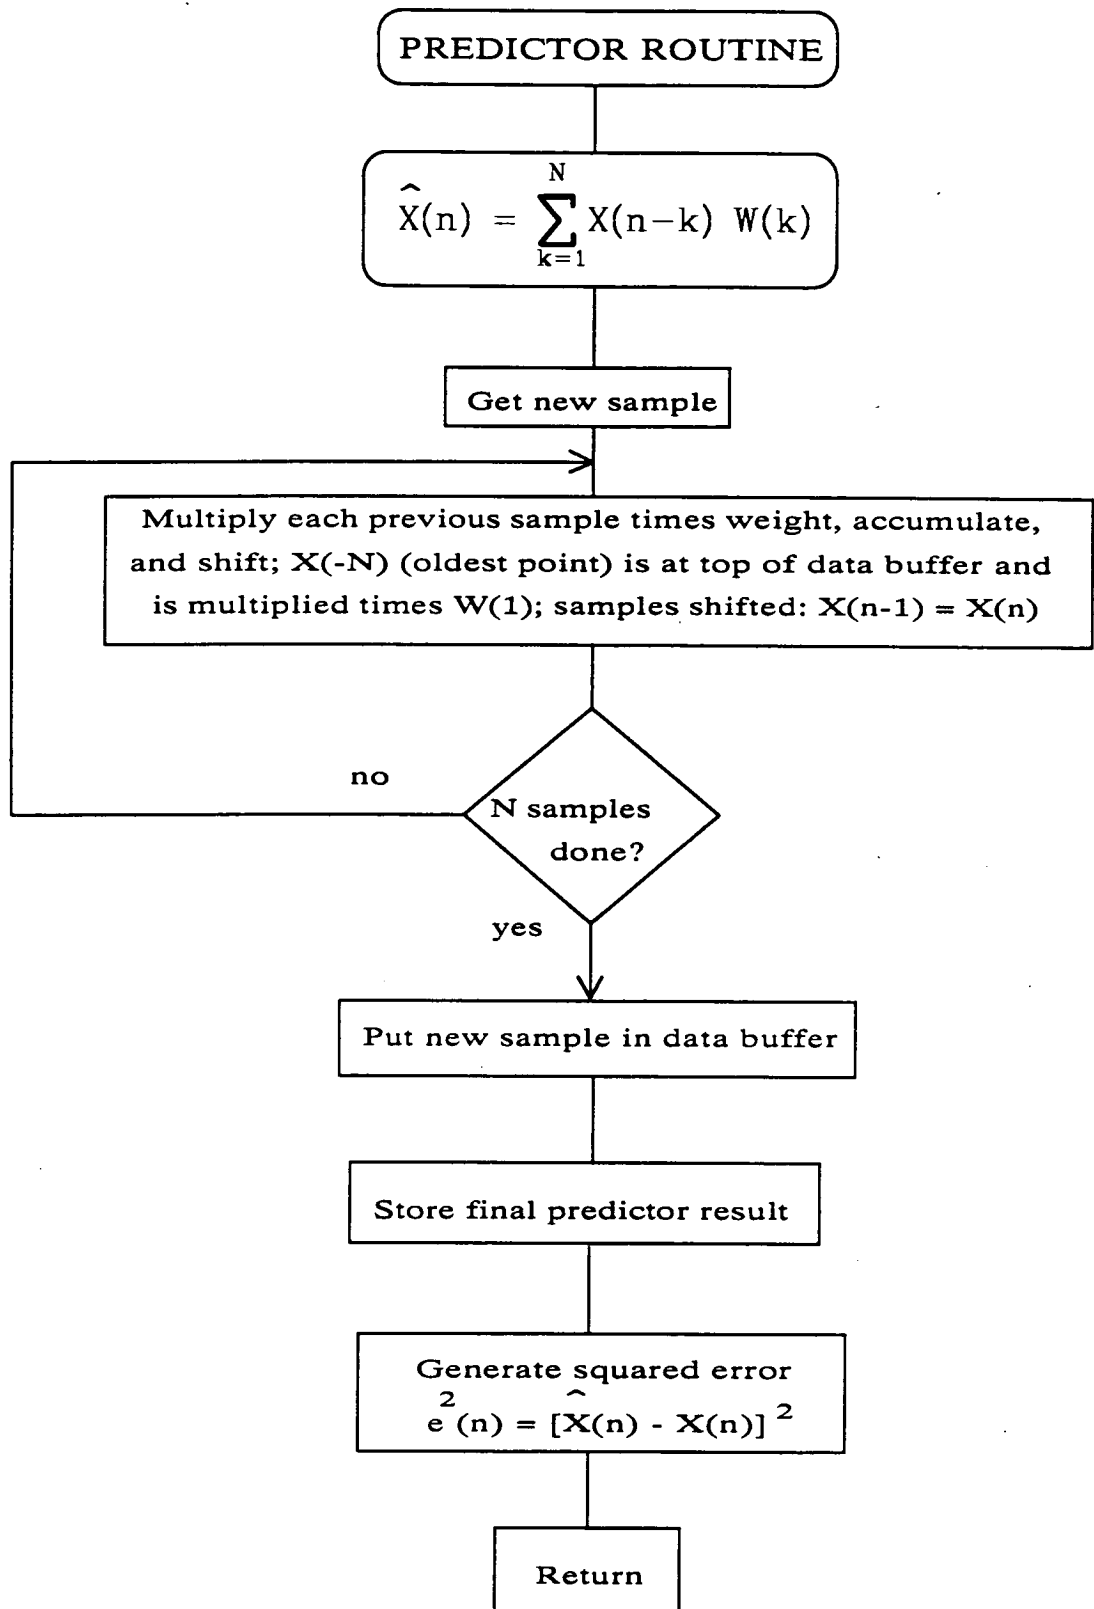 PREDICTOR ROUTINE
X̂(n) = ∑_{k=1}^{N} X(n−k) W(k)
Get new sample
Multiply each previous sample times weight, accumulate,
and shift; X(-N) (oldest point) is at top of data buffer and
is multiplied times W(1); samples shifted: X(n-1) = X(n)
no
N samples
done?
yes
Put new sample in data buffer
Store final predictor result
Generate squared error
e²(n) = [X̂(n) - X(n)]²
Return